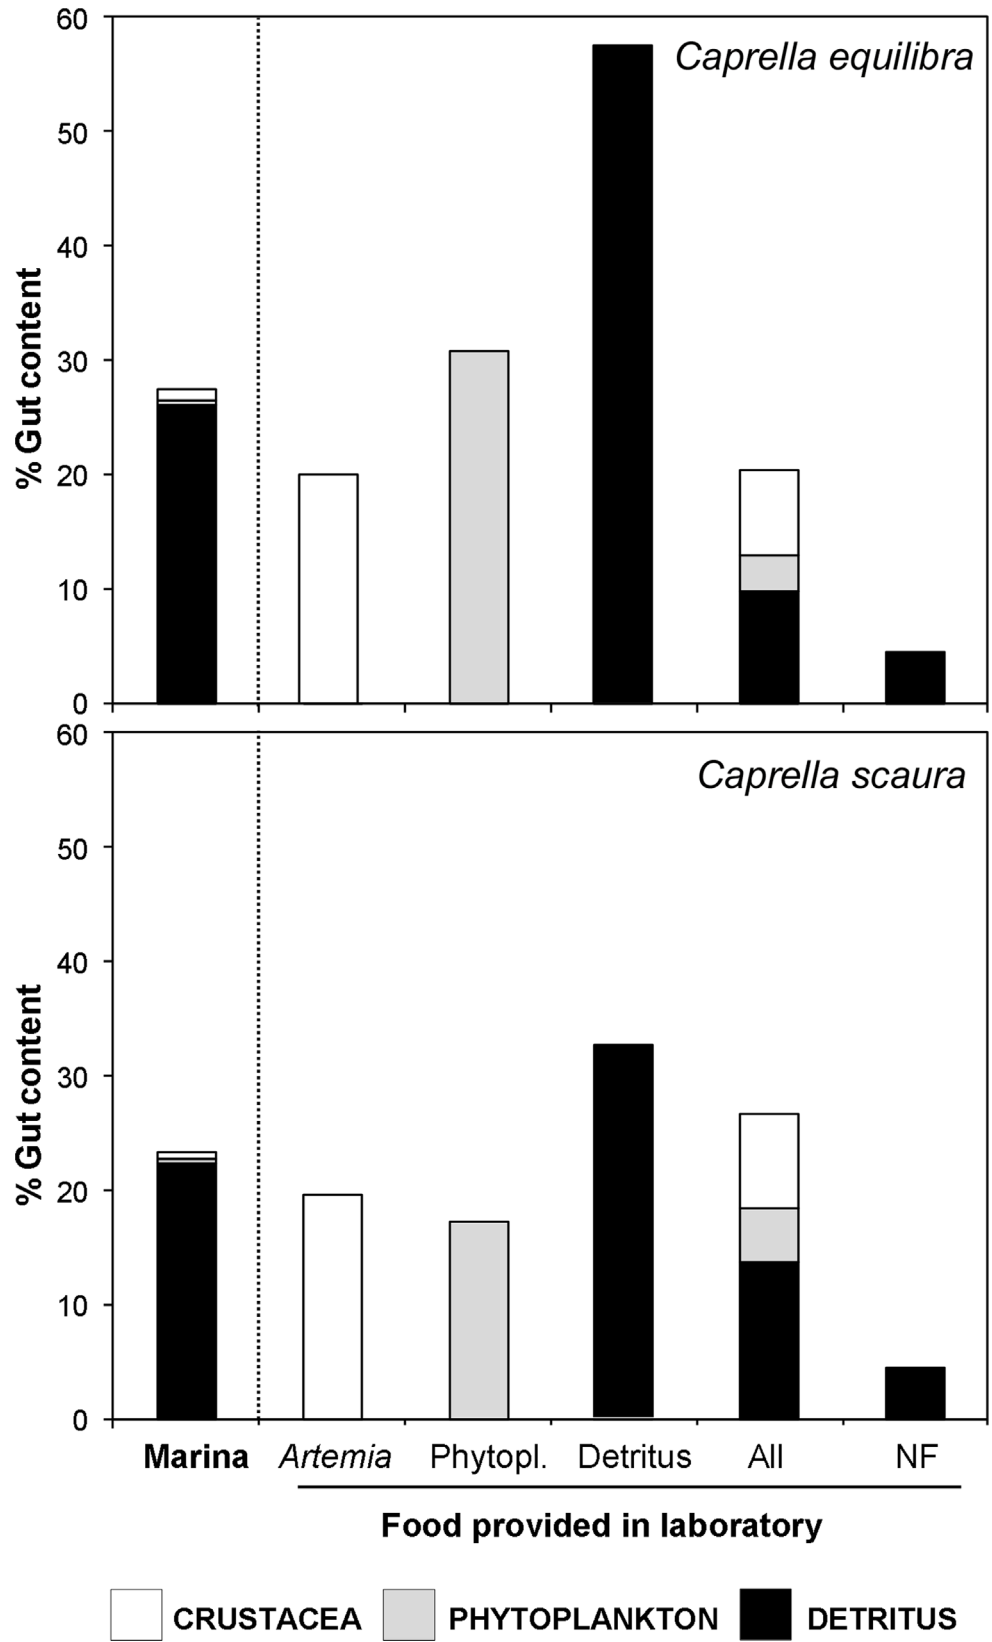 Caprella equilibra
% Gut content
60
50
40
30
20
10
0
Caprella scaura
% Gut content
60
50
40
30
20
10
0
Marina Artemia Phytopl. Detritus All NF
Food provided in laboratory
CRUSTACEA PHYTOPLANKTON DETRITUS